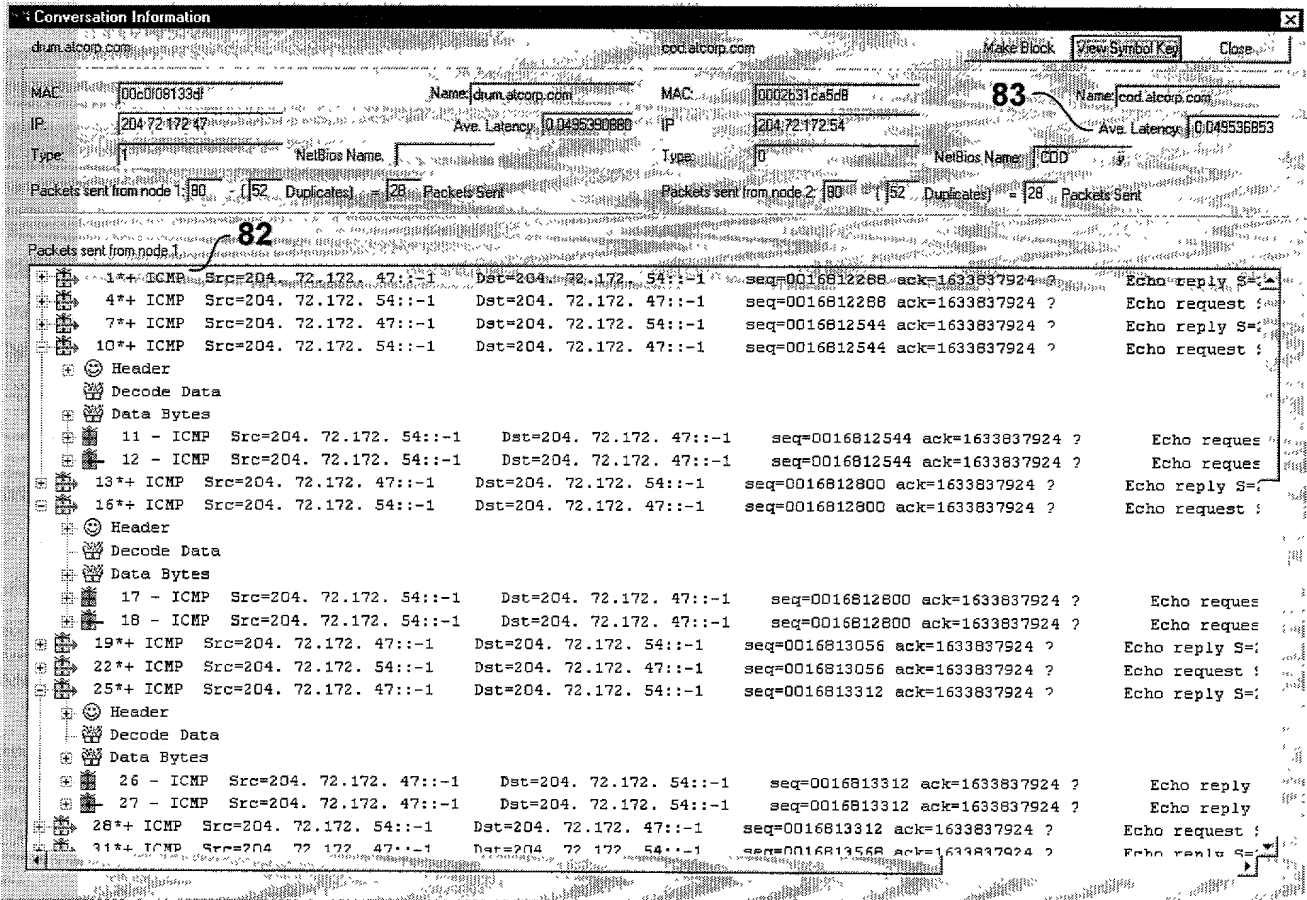 Conversation Information
drum.atcorp.com cod.atcorp.com Make Block View Symbol Key Close
MAC: 00c0f08133df Name: drum.atcorp.com MAC: 0002b31ca5d8 83 Name: cod.atcorp.com
IP: 204.72.172.47 Ave. Latency: 0.0495390880 IP 204.72.172.54 Ave. Latency: 0.049536853
Type: 1 NetBios Name: Type: 0 NetBios Name: COD
Packets sent from node 1: 80 - ( 52 Duplicates) = 28 Packets Sent Packets sent from node 2: 80 ( 52 Duplicates) = 28 Packets Sent
82
Packets sent from node 1
1*+ ICMP Src=204. 72.172. 47::-1 Dst=204. 72.172. 54::-1 seq=0016812288 ack=1633837924 ? Echo reply S=
4*+ ICMP Src=204. 72.172. 54::-1 Dst=204. 72.172. 47::-1 seq=0016812288 ack=1633837924 ? Echo request
7*+ ICMP Src=204. 72.172. 47::-1 Dst=204. 72.172. 54::-1 seq=0016812544 ack=1633837924 ? Echo reply S=
10*+ ICMP Src=204. 72.172. 54::-1 Dst=204. 72.172. 47::-1 seq=0016812544 ack=1633837924 ? Echo request
Header
Decode Data
Data Bytes
11 - ICMP Src=204. 72.172. 54::-1 Dst=204. 72.172. 47::-1 seq=0016812544 ack=1633837924 ? Echo reques
12 - ICMP Src=204. 72.172. 54::-1 Dst=204. 72.172. 47::-1 seq=0016812544 ack=1633837924 ? Echo reques
13*+ ICMP Src=204. 72.172. 47::-1 Dst=204. 72.172. 54::-1 seq=0016812800 ack=1633837924 ? Echo reply S=
16*+ ICMP Src=204. 72.172. 54::-1 Dst=204. 72.172. 47::-1 seq=0016812800 ack=1633837924 ? Echo request
Header
Decode Data
Data Bytes
17 - ICMP Src=204. 72.172. 54::-1 Dst=204. 72.172. 47::-1 seq=0016812800 ack=1633837924 ? Echo reques
18 - ICMP Src=204. 72.172. 54::-1 Dst=204. 72.172. 47::-1 seq=0016812800 ack=1633837924 ? Echo reques
19*+ ICMP Src=204. 72.172. 47::-1 Dst=204. 72.172. 54::-1 seq=0016813056 ack=1633837924 ? Echo reply S=
22*+ ICMP Src=204. 72.172. 54::-1 Dst=204. 72.172. 47::-1 seq=0016813056 ack=1633837924 ? Echo request
25*+ ICMP Src=204. 72.172. 47::-1 Dst=204. 72.172. 54::-1 seq=0016813312 ack=1633837924 ? Echo reply S=
Header
Decode Data
Data Bytes
26 - ICMP Src=204. 72.172. 47::-1 Dst=204. 72.172. 54::-1 seq=0016813312 ack=1633837924 ? Echo reply
27 - ICMP Src=204. 72.172. 47::-1 Dst=204. 72.172. 54::-1 seq=0016813312 ack=1633837924 ? Echo reply
28*+ ICMP Src=204. 72.172. 54::-1 Dst=204. 72.172. 47::-1 seq=0016813312 ack=1633837924 ? Echo request
31*+ ICMP Src=204. 72.172. 47::-1 Dst=204. 72.172. 54::-1 seq=0016813568 ack=1633837924 ? Echo reply S=